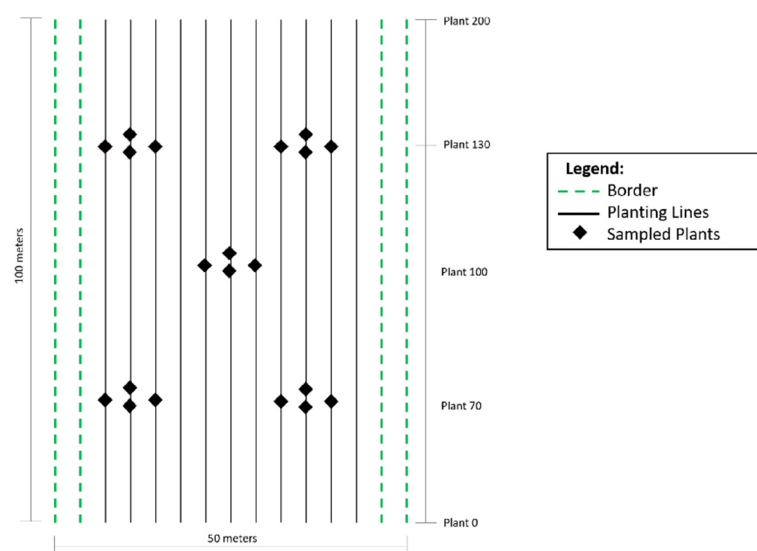 Plant 200
Plant 130
Legend:
Border
Planting Lines
Sampled Plants
100 meters
Plant 100
Plant 70
Plant 0
50 meters